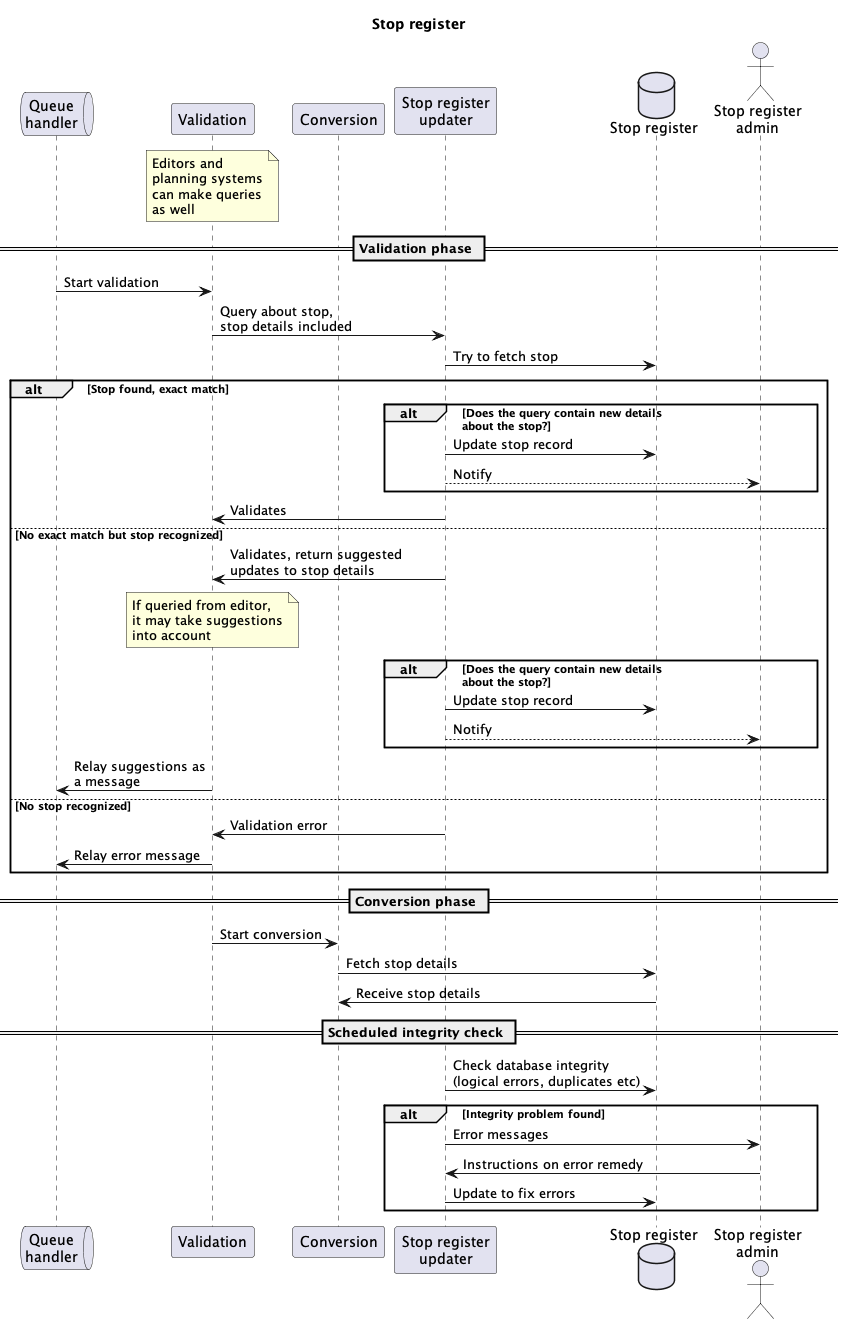 Stop register
Queue
handler
Validation
Conversion
Stop register
updater
Stop register
Stop register
admin
Editors and
planning systems
can make queries
as well
Validation phase
Start validation
Query about stop,
stop details included
Try to fetch stop
alt
[Stop found, exact match]
alt
[Does the query contain new details
about the stop?]
Update stop record
Notify
Validates
[No exact match but stop recognized]
Validates, return suggested
updates to stop details
If queried from editor,
it may take suggestions
into account
alt
[Does the query contain new details
about the stop?]
Update stop record
Notify
Relay suggestions as
a message
[No stop recognized]
Validation error
Relay error message
Conversion phase
Start conversion
Fetch stop details
Receive stop details
Scheduled integrity check
Check database integrity
(logical errors, duplicates etc)
alt
[Integrity problem found]
Error messages
Instructions on error remedy
Update to fix errors
Queue
handler
Validation
Conversion
Stop register
updater
Stop register
Stop register
admin